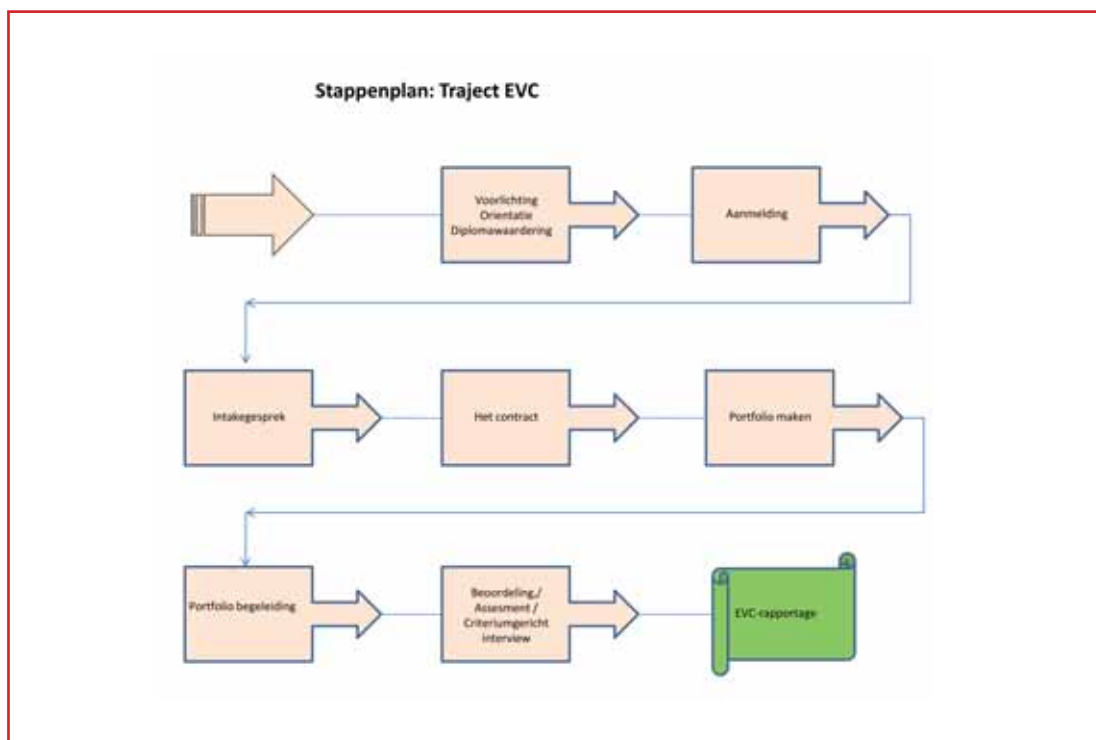 Stappenplan: Traject EVC
Voorlichting
Orientatie
Diplomawaardering
Aanmelding
Intakegesprek
Het contract
Portfolio maken
Portfolio begeleiding
Beoordeling,/
Assesment /
Criteriumgericht
interview
EVC-rapportage